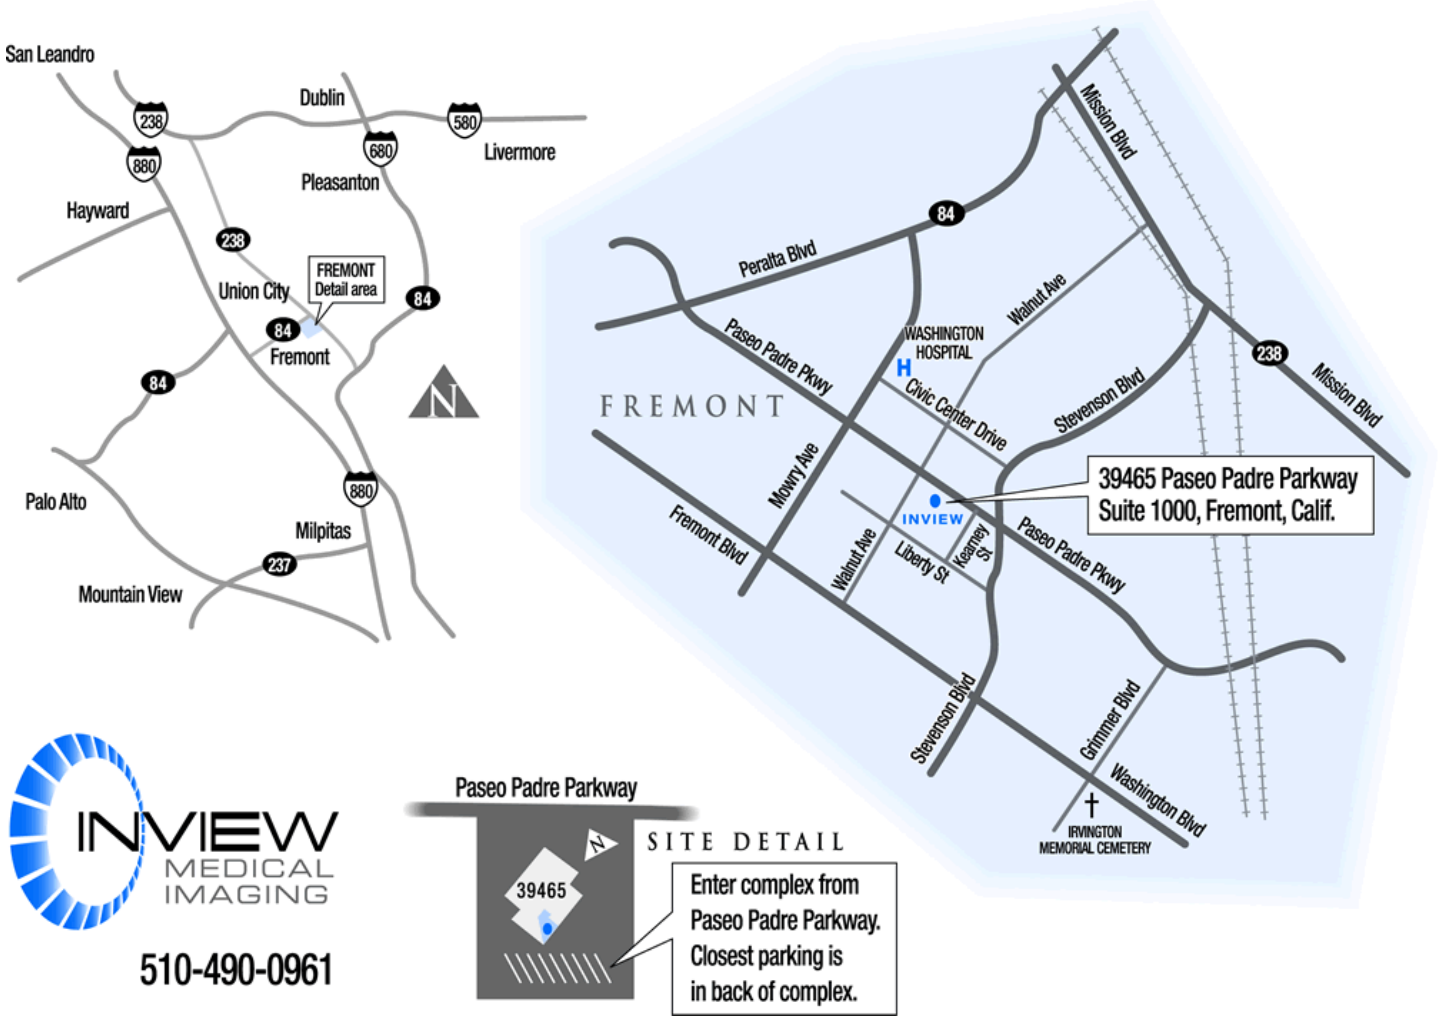 San Leandro
238
880
Dublin
680
580
Livermore
Pleasanton
Hayward
238
Union City
FREMONT
Detail area
84
84
Fremont
84
N
Palo Alto
880
Milpitas
237
Mountain View
Mission Blvd
84
Peralta Blvd
Walnut Ave
Paseo Padre Pkwy
WASHINGTON
HOSPITAL
H
238
Mission Blvd
FREMONT
Civic Center Drive
Stevenson Blvd
Mowry Ave
39465 Paseo Padre Parkway
Suite 1000, Fremont, Calif.
INVIEW
Fremont Blvd
Walnut Ave
Liberty St
Kearney
St
Paseo Padre Pkwy
Stevenson Blvd
Grimmer Blvd
Washington Blvd
IRVINGTON
MEMORIAL CEMETERY
INVIEW
MEDICAL
IMAGING
510-490-0961
Paseo Padre Parkway
N
SITE DETAIL
39465
Enter complex from
Paseo Padre Parkway.
Closest parking is
in back of complex.